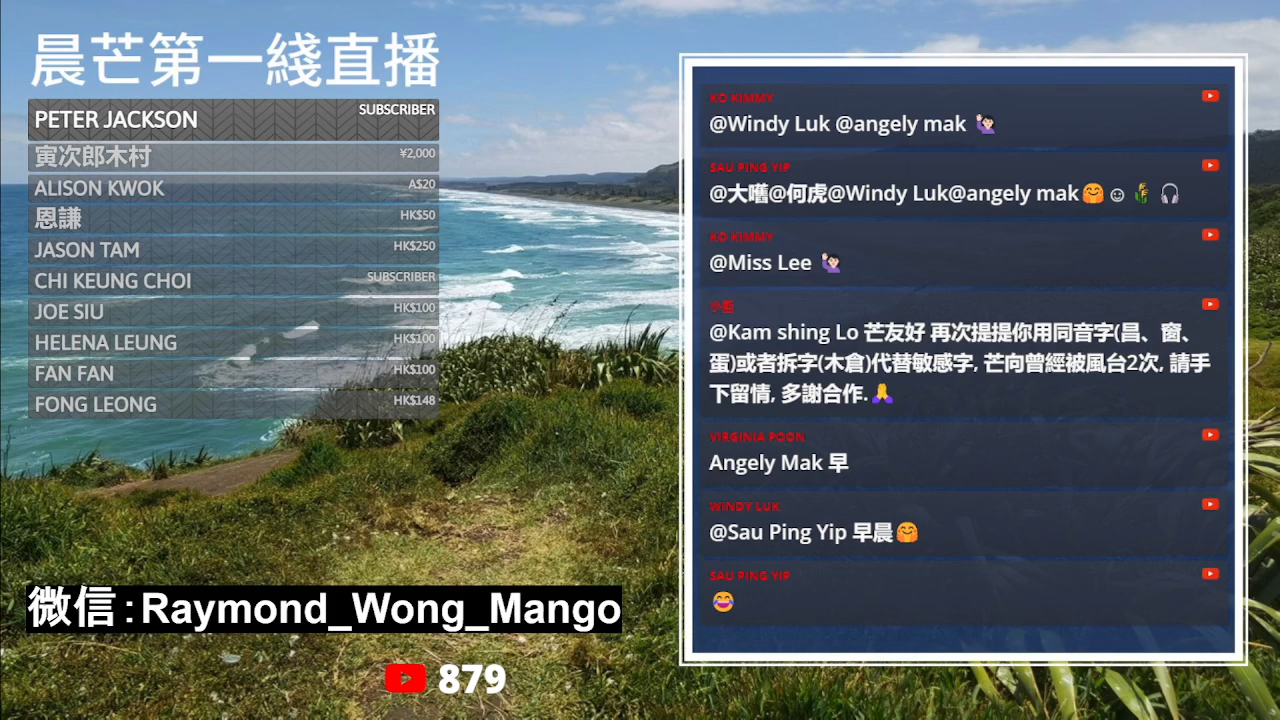 晨芒第一綫直播
PETER JACKSON SUBSCRIBER
寅次郎木村 ¥2,000
ALISON KWOK A$20
恩謙 HK$50
JASON TAM HK$250
CHI KEUNG CHOI SUBSCRIBER
JOE SIU HK$100
HELENA LEUNG HK$100
FAN FAN HK$100
FONG LEONG HK$148
微信:Raymond_Wong_Mango
879
KO KIMMY
@Windy Luk @angely mak 🙋🏻‍♀️
SAU PING YIP
@大嚿@何虎@Windy Luk@angely mak🤗☺🌾🎧
KO KIMMY
@Miss Lee 🙋🏻‍♀️
@Kam shing Lo 芒友好 再次提提你用同音字(昌、窗、
蛋)或者拆字(木倉)代替敏感字, 芒向曾經被風台2次, 請手
下留情, 多謝合作.🙏
VIRGINIA POON
Angely Mak 早
WINDY LUK
@Sau Ping Yip 早晨🤗
SAU PING YIP
😂